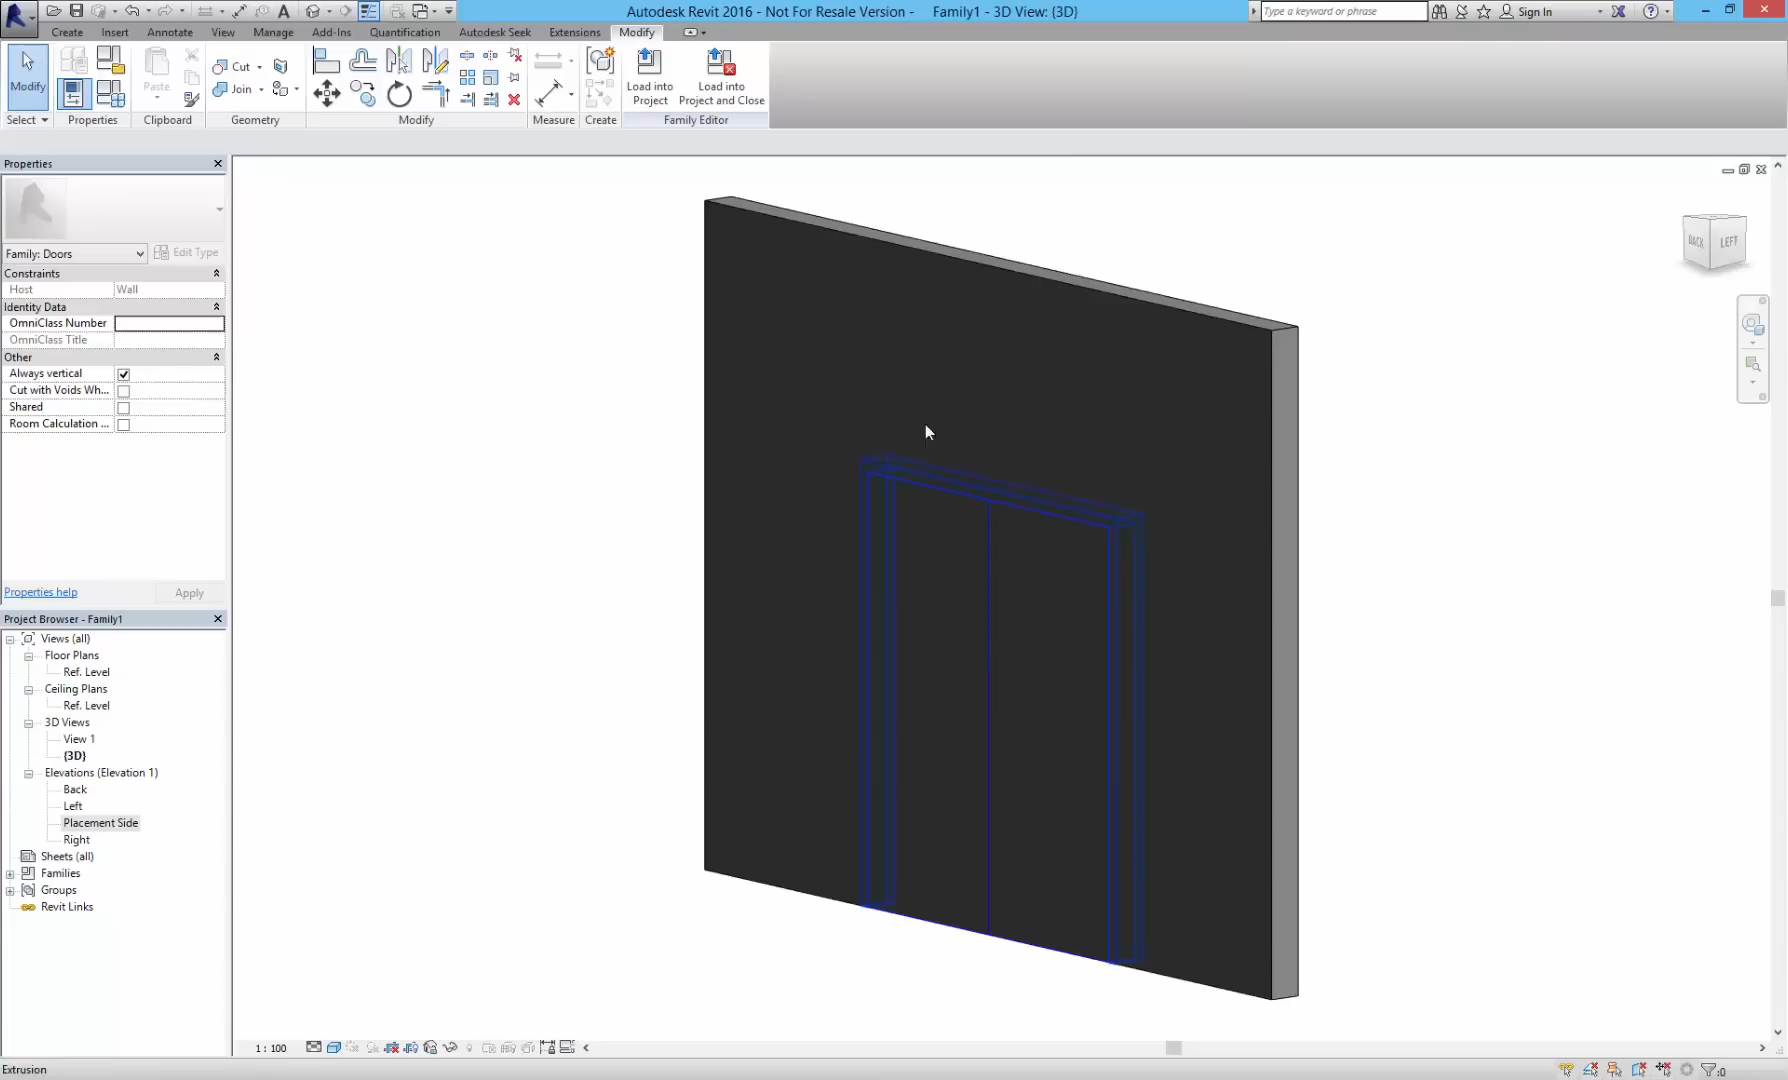 Autodesk Revit 2016 - Not For Resale Version - Family1 - 3D View: {3D}
Type a keyword or phrase
Sign In
Create Insert Annotate View Manage Add-Ins Quantification Autodesk Seek Extensions Modify
Modify
Paste
Cut
Join
Load into Project
Load into Project and Close
Select Properties Clipboard Geometry Modify Measure Create Family Editor
Properties
Family: Doors
Edit Type
Constraints
Host Wall
Identity Data
OmniClass Number
OmniClass Title
Other
Always vertical
Cut with Voids Wh...
Shared
Room Calculation ...
Properties help
Apply
Project Browser - Family1
Views (all)
Floor Plans
Ref. Level
Ceiling Plans
Ref. Level
3D Views
View 1
{3D}
Elevations (Elevation 1)
Back
Left
Placement Side
Right
Sheets (all)
Families
Groups
Revit Links
BACK LEFT
1 : 100
Extrusion
:0